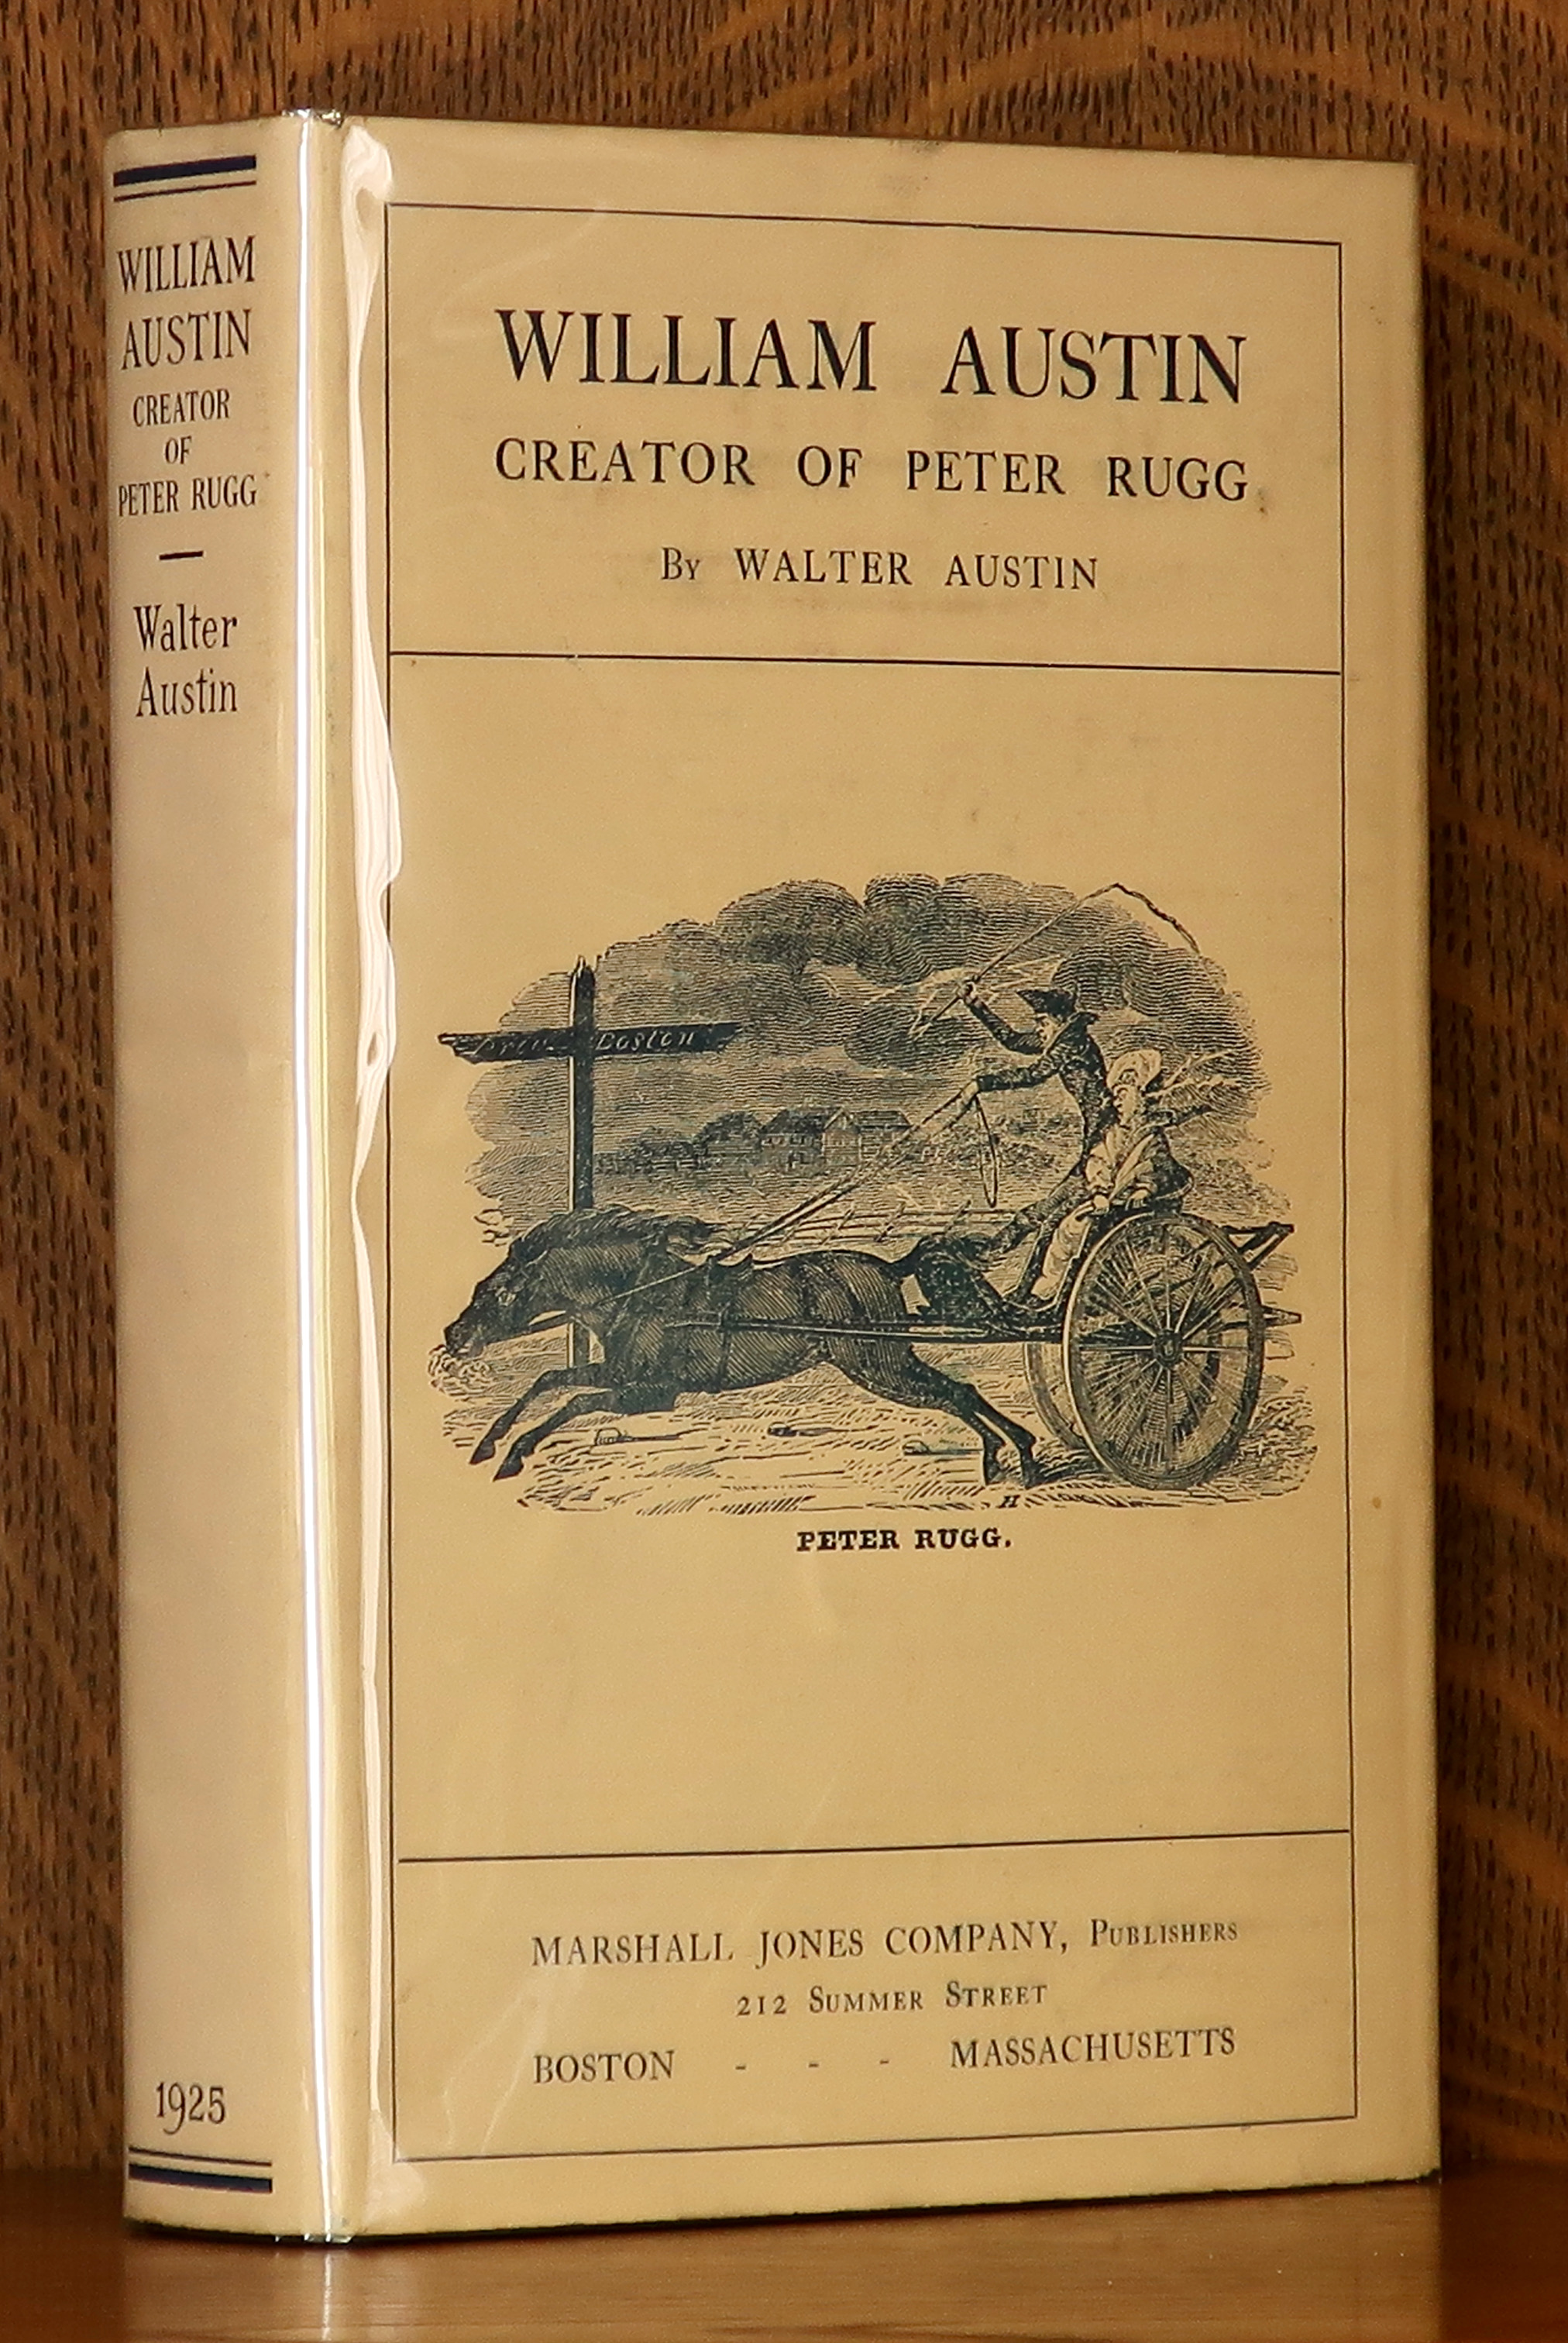 WILLIAM
AUSTIN
CREATOR
OF
PETER RUGG
Walter
Austin
1925
WILLIAM AUSTIN
CREATOR OF PETER RUGG
By WALTER AUSTIN
Boston
PETER RUGG.
MARSHALL JONES COMPANY, Publishers
212 Summer Street
BOSTON - - - MASSACHUSETTS